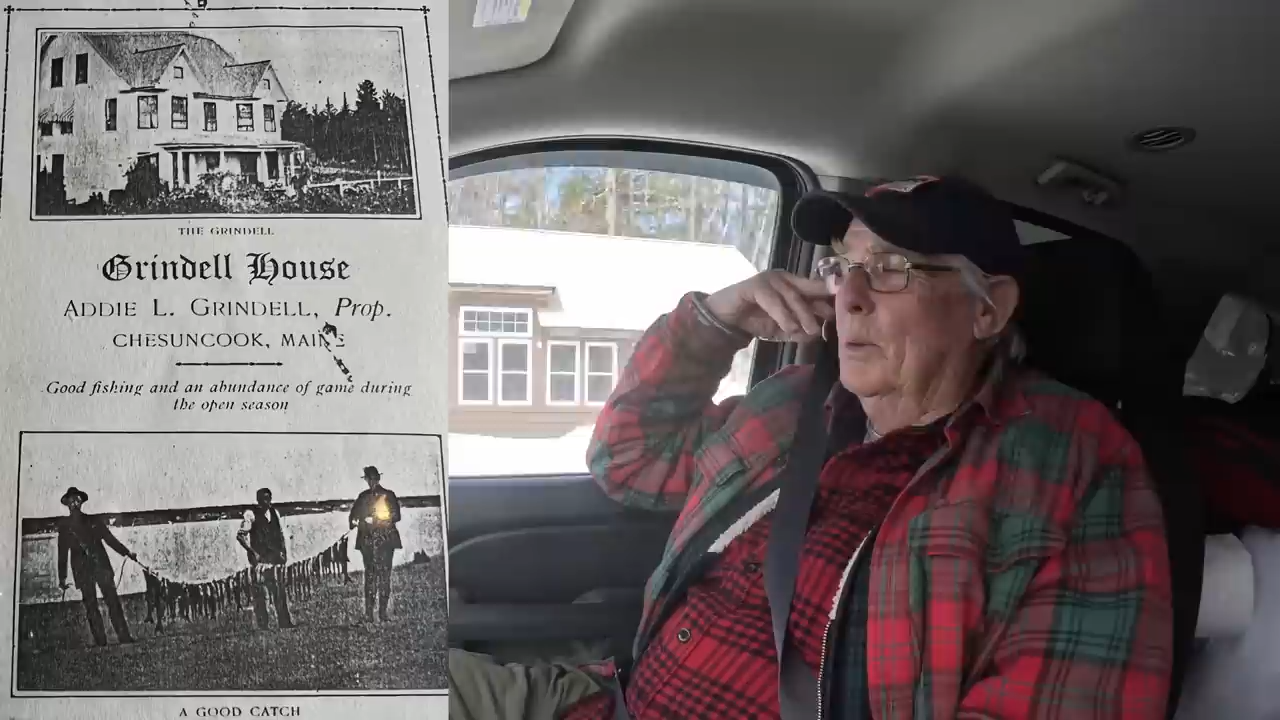 THE GRINDELL
Grindell House
ADDIE L. GRINDELL, Prop.
CHESUNCOOK, MAINE
Good fishing and an abundance of game during
the open season
A GOOD CATCH